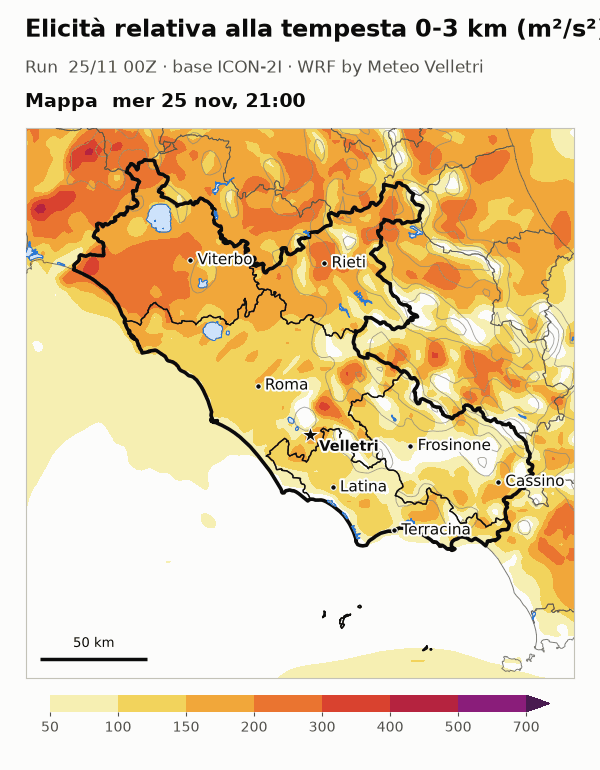 Elicità relativa alla tempesta 0-3 km (m²/s²)
Run 25/11 00Z · base ICON-2I · WRF by Meteo Velletri
Mappa mer 25 nov, 21:00
Viterbo
Rieti
Roma
Velletri
Frosinone
Cassino
Latina
Terracina
50 km
50 100 150 200 300 400 500 700